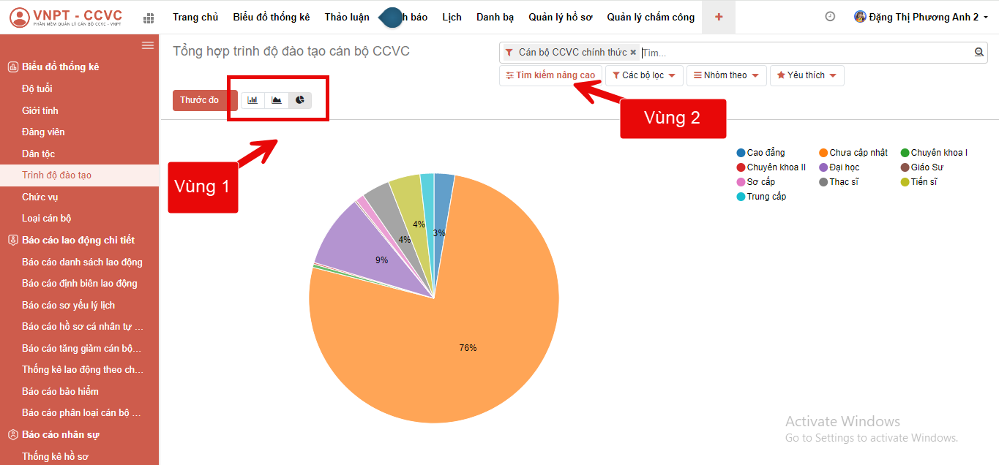 VNPT - CCVC
PHẦN MỀM QUẢN LÝ CÁN BỘ CCVC - VNPT
Trang chủ
Biểu đồ thống kê
Thảo luận
h báo
Lịch
Danh bạ
Quản lý hồ sơ
Quản lý chấm công
+
Đặng Thị Phương Anh 2
Biểu đồ thống kê
Độ tuổi
Giới tính
Đảng viên
Dân tộc
Trình độ đào tạo
Chức vụ
Loại cán bộ
Báo cáo lao động chi tiết
Báo cáo danh sách lao động
Báo cáo định biên lao động
Báo cáo sơ yếu lý lịch
Báo cáo hồ sơ cá nhân tự ...
Báo cáo tăng giảm cán bộ...
Thống kê lao động theo ch...
Báo cáo bảo hiểm
Báo cáo phân loại cán bộ ...
Báo cáo nhân sự
Thống kê hồ sơ
Tổng hợp trình độ đào tạo cán bộ CCVC
Cán bộ CCVC chính thức ×
Tìm...
Tìm kiếm nâng cao
Các bộ lọc
Nhóm theo
Yêu thích
Thước đo
Vùng 1
Vùng 2
Cao đẳng
Chưa cập nhật
Chuyên khoa I
Chuyên khoa II
Đại học
Giáo Sư
Sơ cấp
Thạc sĩ
Tiến sĩ
Trung cấp
4%
3%
4%
9%
76%
Activate Windows
Go to Settings to activate Windows.